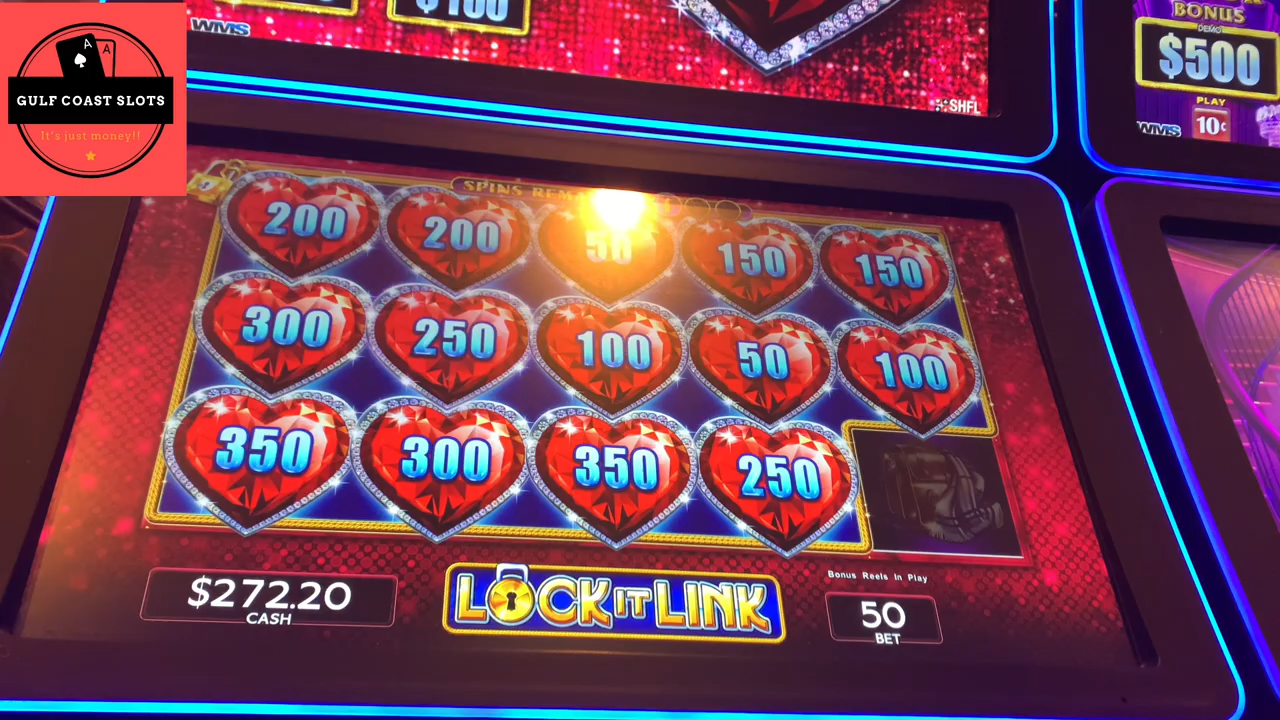 A
A
GULF COAST SLOTS
It's just money!!
$100
WMS
SHFL
BONUS
DEMO
$500
PLAY
10¢
WMS
SPINS
200 200 50 150 150
300 250 100 50 100
350 300 350 250
$272.20
CASH
LOCK IT LINK
Bonus Reels In Play
50
BET